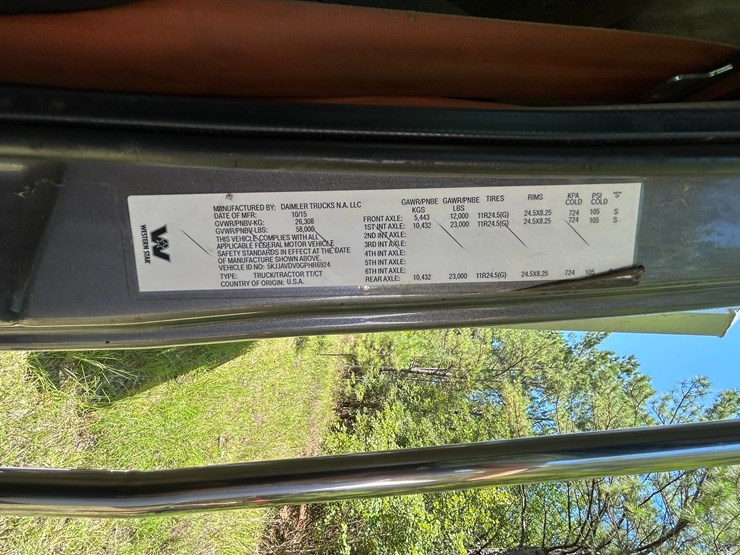 WESTERN STAR
MANUFACTURED BY: DAIMLER TRUCKS N.A. LLC
DATE OF MFR: 10/15
GVWR/PNBV-KG: 26,308
GVWR/PNBV-LBS: 58,000
THIS VEHICLE COMPLIES WITH ALL
APPLICABLE FEDERAL MOTOR VEHICLE
SAFETY STANDARDS IN EFFECT AT THE DATE
OF MANUFACTURE SHOWN ABOVE.
VEHICLE ID NO: 5KJJAVDV0GPHR6924
TYPE: TRUCK/TRACTOR TT/CT
COUNTRY OF ORIGIN: U.S.A.
GAWR/PNBE KGS GAWR/PNBE LBS TIRES RIMS KPA COLD PSI COLD "S"
FRONT AXLE: 5,443 12,000 11R24.5(G) 24.5X8.25 724 105 S
1ST INT AXLE: 10,432 23,000 11R24.5(G) 24.5X8.25 724 105 S
2ND INT AXLE:
3RD INT AXLE:
4TH INT AXLE:
5TH INT AXLE:
6TH INT AXLE:
REAR AXLE: 10,432 23,000 11R24.5(G) 24.5X8.25 724 105